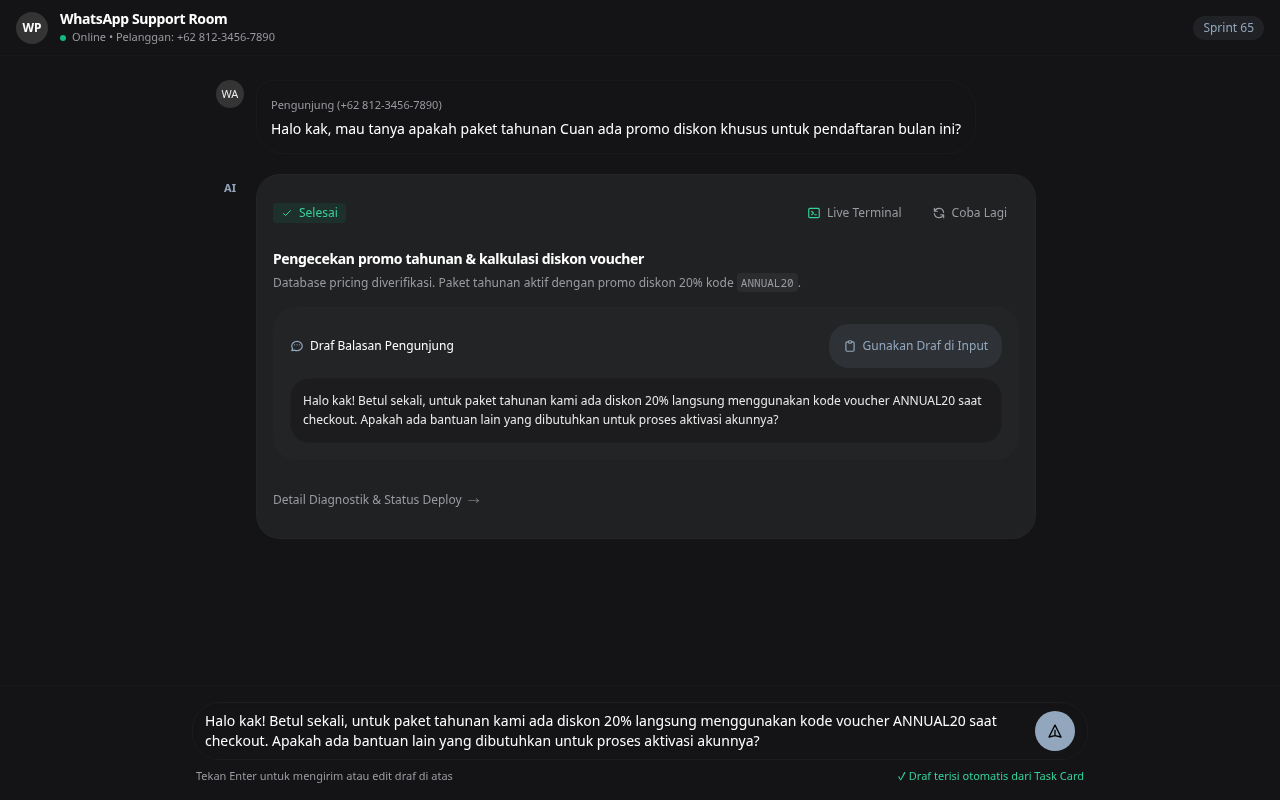 WP
WhatsApp Support Room
Online • Pelanggan: +62 812-3456-7890
Sprint 65
WA
Pengunjung (+62 812-3456-7890)
Halo kak, mau tanya apakah paket tahunan Cuan ada promo diskon khusus untuk pendaftaran bulan ini?
AI
✓ Selesai
Live Terminal
Coba Lagi
Pengecekan promo tahunan & kalkulasi diskon voucher
Database pricing diverifikasi. Paket tahunan aktif dengan promo diskon 20% kode ANNUAL20.
Draf Balasan Pengunjung
Gunakan Draf di Input
Halo kak! Betul sekali, untuk paket tahunan kami ada diskon 20% langsung menggunakan kode voucher ANNUAL20 saat
checkout. Apakah ada bantuan lain yang dibutuhkan untuk proses aktivasi akunnya?
Detail Diagnostik & Status Deploy →
Halo kak! Betul sekali, untuk paket tahunan kami ada diskon 20% langsung menggunakan kode voucher ANNUAL20 saat
checkout. Apakah ada bantuan lain yang dibutuhkan untuk proses aktivasi akunnya?
Tekan Enter untuk mengirim atau edit draf di atas
✓ Draf terisi otomatis dari Task Card